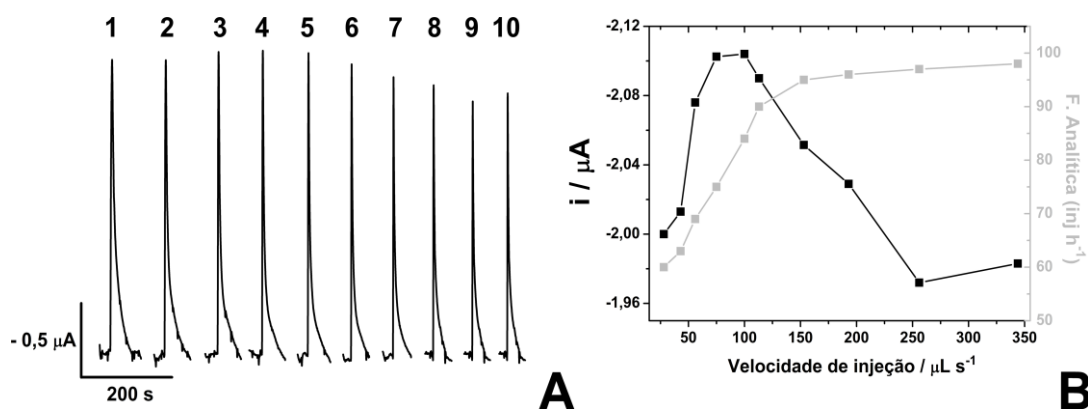 1 2 3 4 5 6 7 8 9 10
- 0,5 μA
200 s
A
-2,12
-2,08
-2,04
-2,00
-1,96
i / μA
100
90
80
70
60
50
F. Analítica (inj h⁻¹)
50 100 150 200 250 300 350
Velocidade de injeção / μL s⁻¹
B